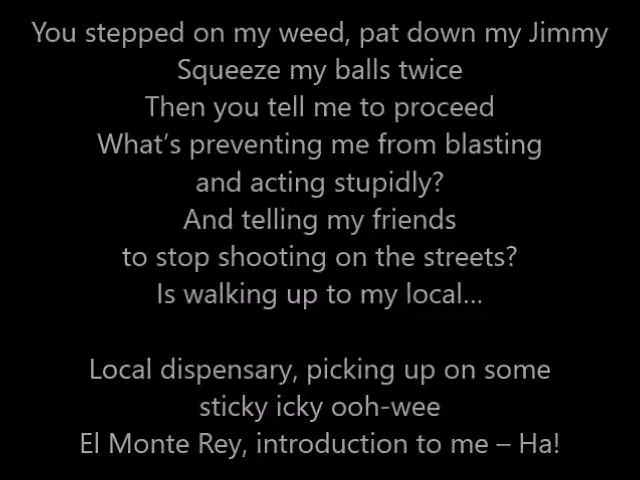 You stepped on my weed, pat down my Jimmy
Squeeze my balls twice
Then you tell me to proceed
What’s preventing me from blasting
and acting stupidly?
And telling my friends
to stop shooting on the streets?
Is walking up to my local…
Local dispensary, picking up on some
sticky icky ooh-wee
El Monte Rey, introduction to me – Ha!